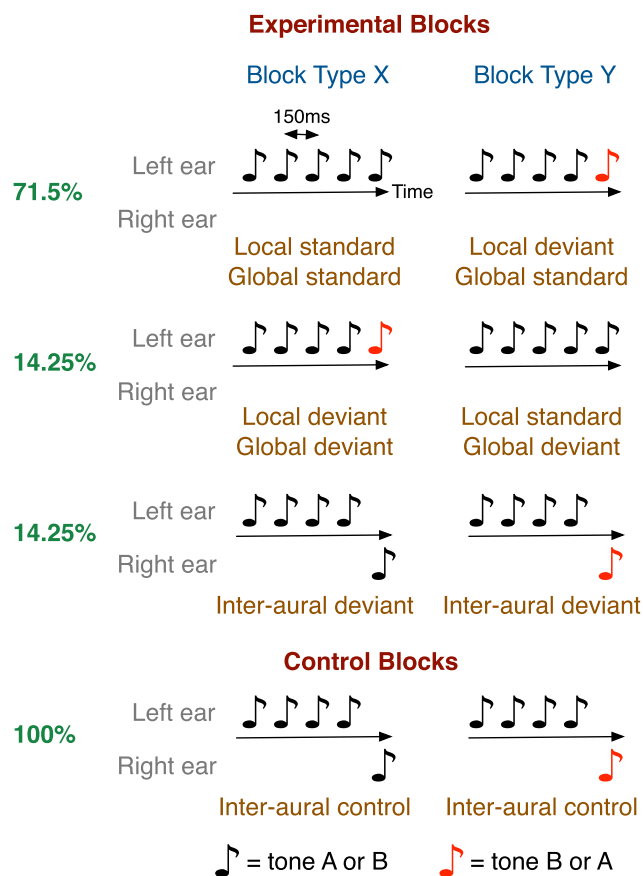 Experimental Blocks
Block Type X
Block Type Y
150ms
Left ear
71.5%
Time
Right ear
Local standard
Global standard
Local deviant
Global standard
Left ear
14.25%
Right ear
Local deviant
Global deviant
Local standard
Global deviant
Left ear
14.25%
Right ear
Inter-aural deviant
Inter-aural deviant
Control Blocks
Left ear
100%
Right ear
Inter-aural control
Inter-aural control
= tone A or B
= tone B or A